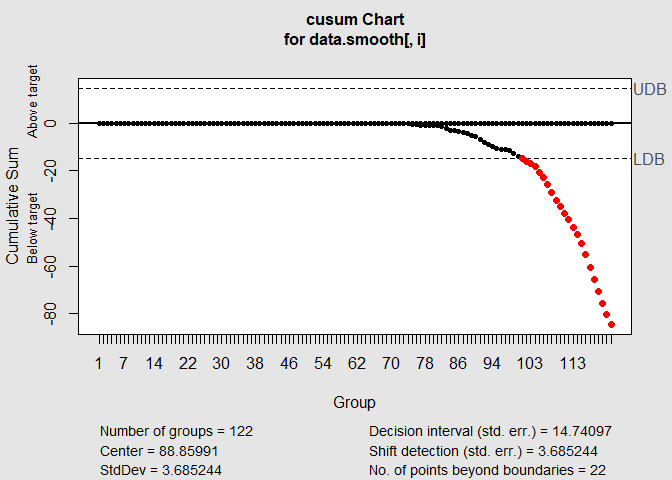 cusum Chart
for data.smooth[, i]
Cumulative Sum
Above target
Below target
0
-20
-40
-60
-80
UDB
LDB
1 7 14 22 30 38 46 54 62 70 78 86 94 103 113
Group
Number of groups = 122
Center = 88.85991
StdDev = 3.685244
Decision interval (std. err.) = 14.74097
Shift detection (std. err.) = 3.685244
No. of points beyond boundaries = 22